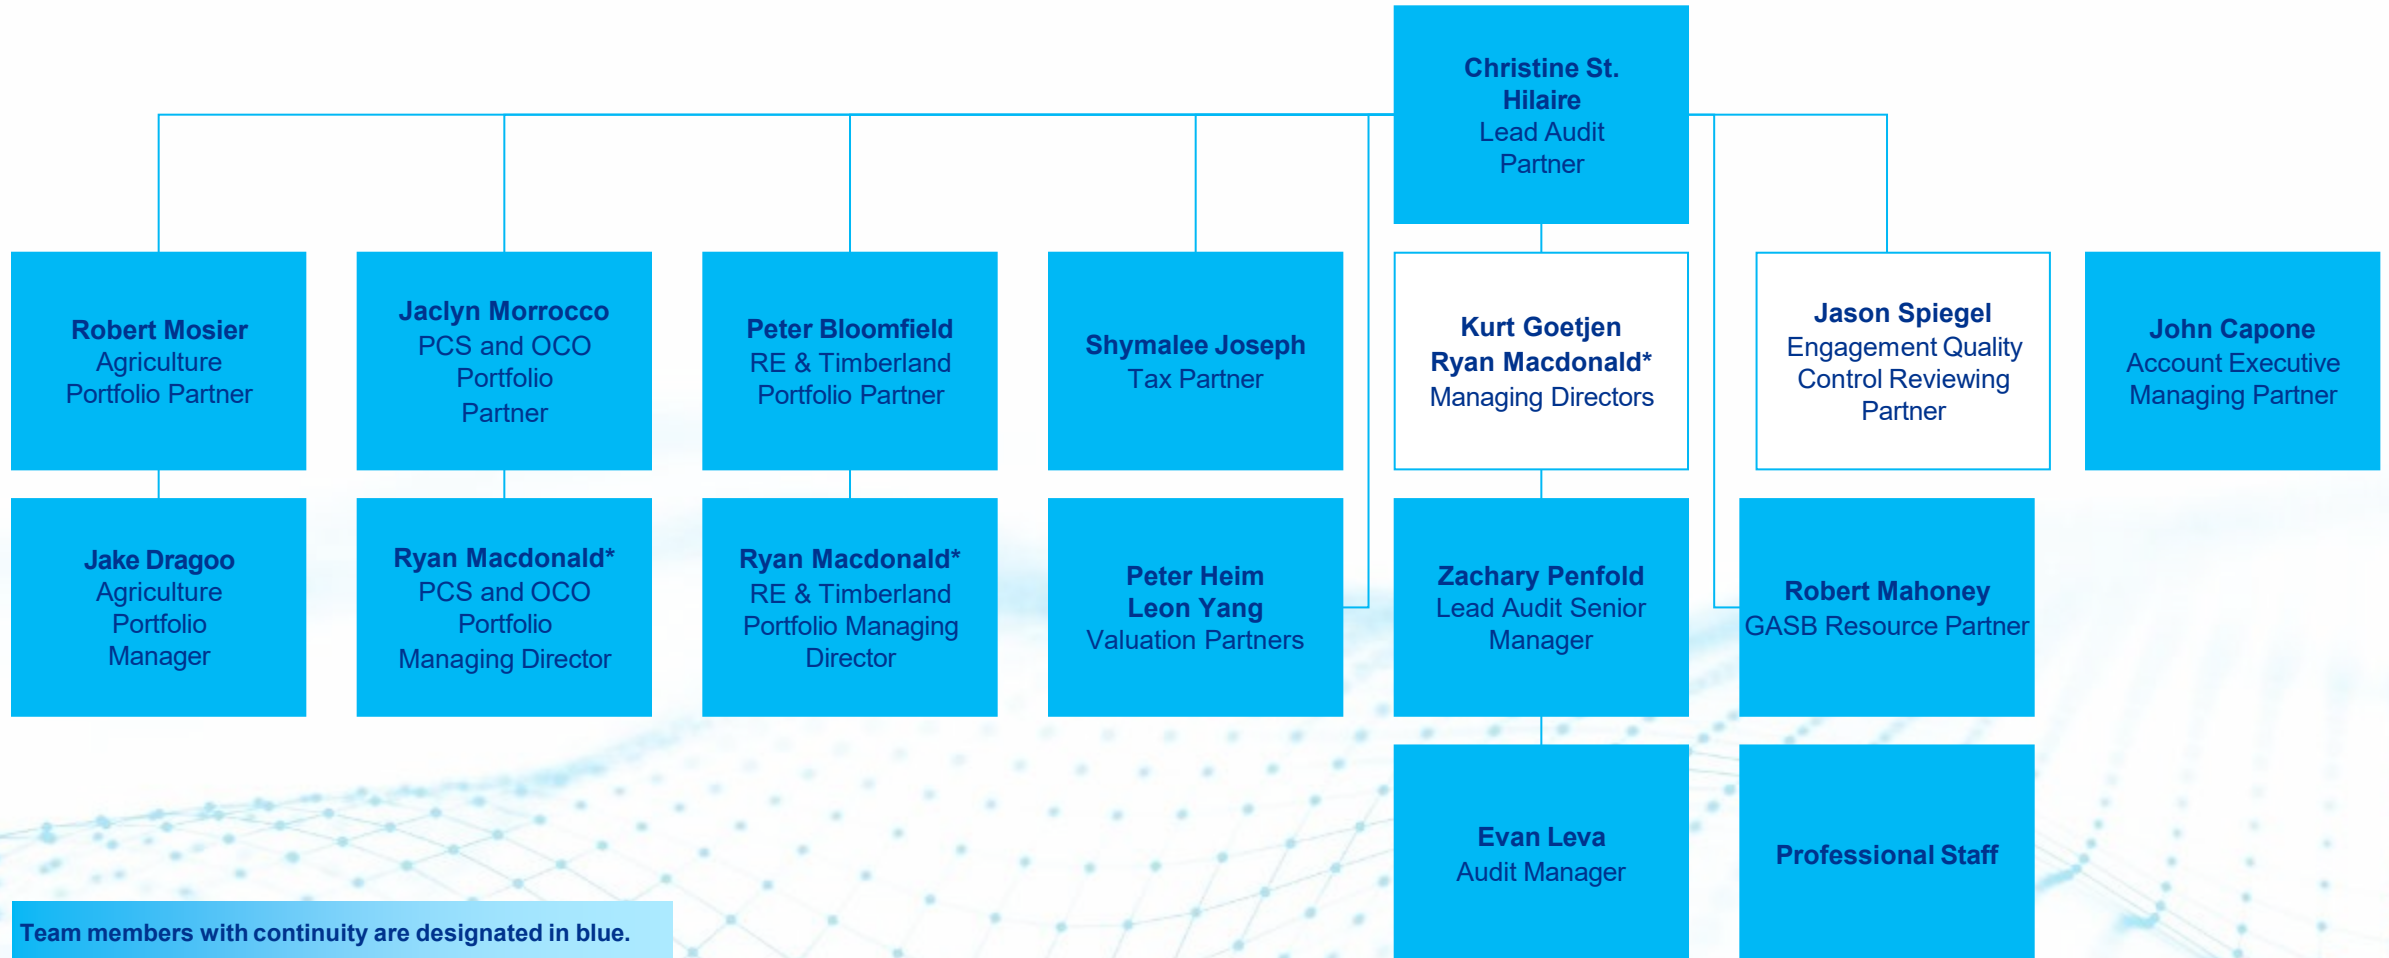 Christine St.
Hilaire
Lead Audit
Partner
Robert Mosier
Agriculture
Portfolio Partner
Jaclyn Morrocco
PCS and OCO
Portfolio
Partner
Peter Bloomfield
RE & Timberland
Portfolio Partner
Shymalee Joseph
Tax Partner
Kurt Goetjen
Ryan Macdonald*
Managing Directors
Jason Spiegel
Engagement Quality
Control Reviewing
Partner
John Capone
Account Executive
Managing Partner
Jake Dragoo
Agriculture
Portfolio
Manager
Ryan Macdonald*
PCS and OCO
Portfolio
Managing Director
Ryan Macdonald*
RE & Timberland
Portfolio Managing
Director
Peter Heim
Leon Yang
Valuation Partners
Zachary Penfold
Lead Audit Senior
Manager
Robert Mahoney
GASB Resource Partner
Evan Leva
Audit Manager
Professional Staff
Team members with continuity are designated in blue.